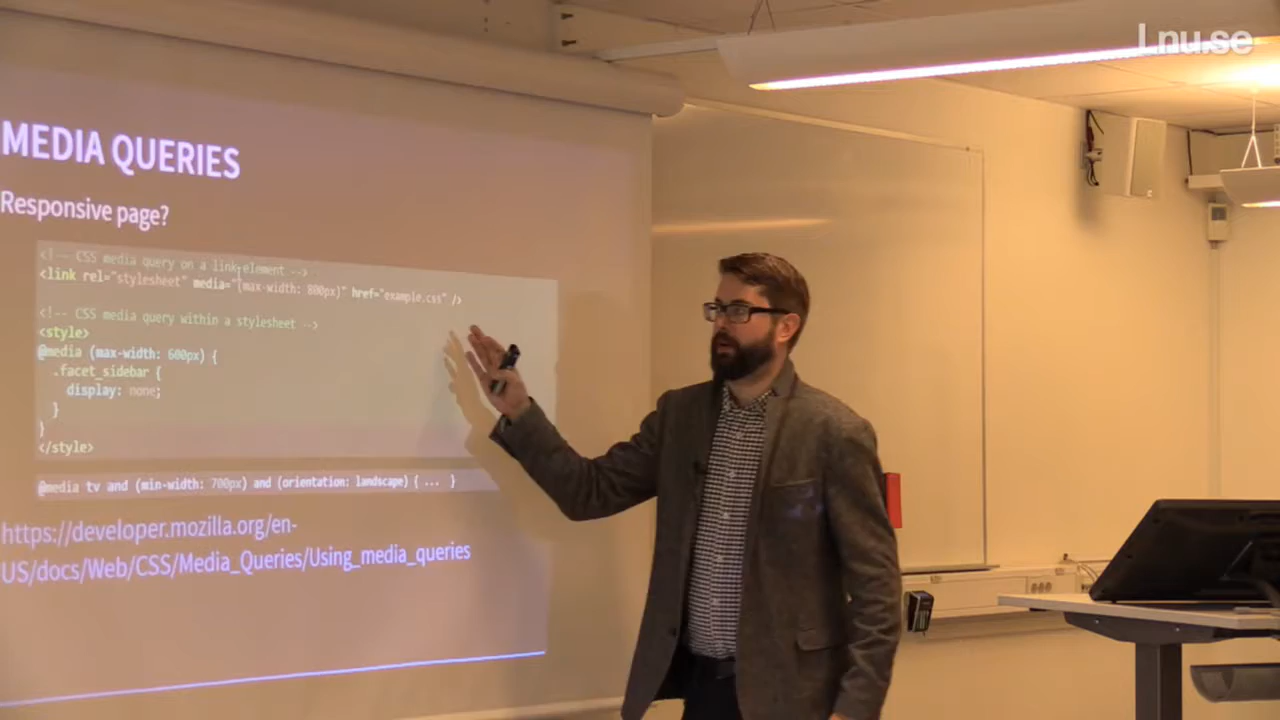 Lnu.se
MEDIA QUERIES
Responsive page?
<!-- CSS media query on a link element -->
<link rel="stylesheet" media="(max-width: 800px)" href="example.css" />
<!-- CSS media query within a stylesheet -->
<style>
@media (max-width: 600px) {
.facet_sidebar {
display: none;
}
}
</style>
@media tv and (min-width: 700px) and (orientation: landscape) { ... }
https://developer.mozilla.org/en-
US/docs/Web/CSS/Media_Queries/Using_media_queries